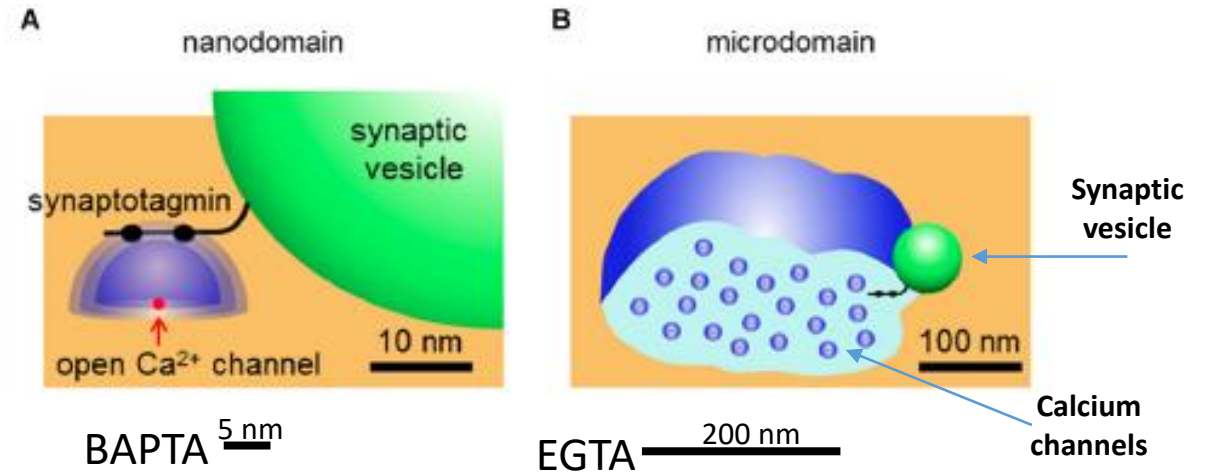 A
nanodomain
synaptic
vesicle
synaptotagmin
10 nm
open Ca²⁺ channel
BAPTA
5 nm
B
microdomain
Synaptic
vesicle
100 nm
Calcium
channels
EGTA
200 nm